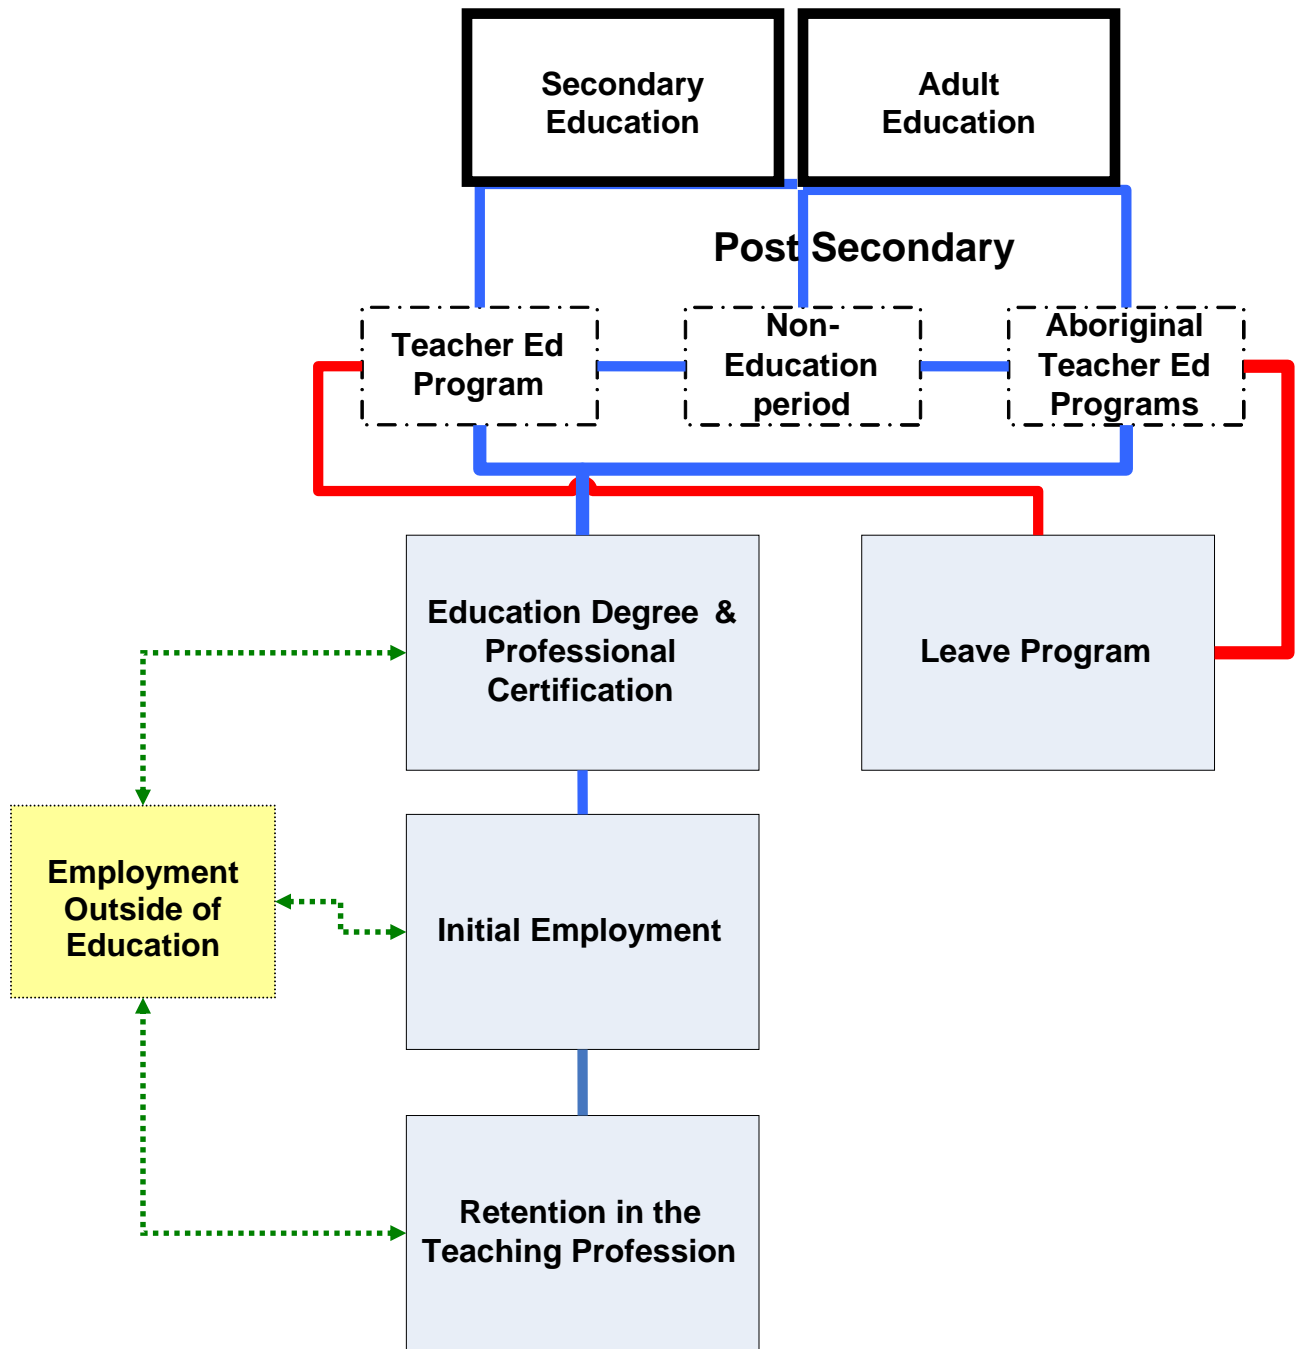 Secondary
Education
Adult
Education
Post Secondary
Teacher Ed
Program
Non-
Education
period
Aboriginal
Teacher Ed
Programs
Education Degree &
Professional
Certification
Leave Program
Employment
Outside of
Education
Initial Employment
Retention in the
Teaching Profession